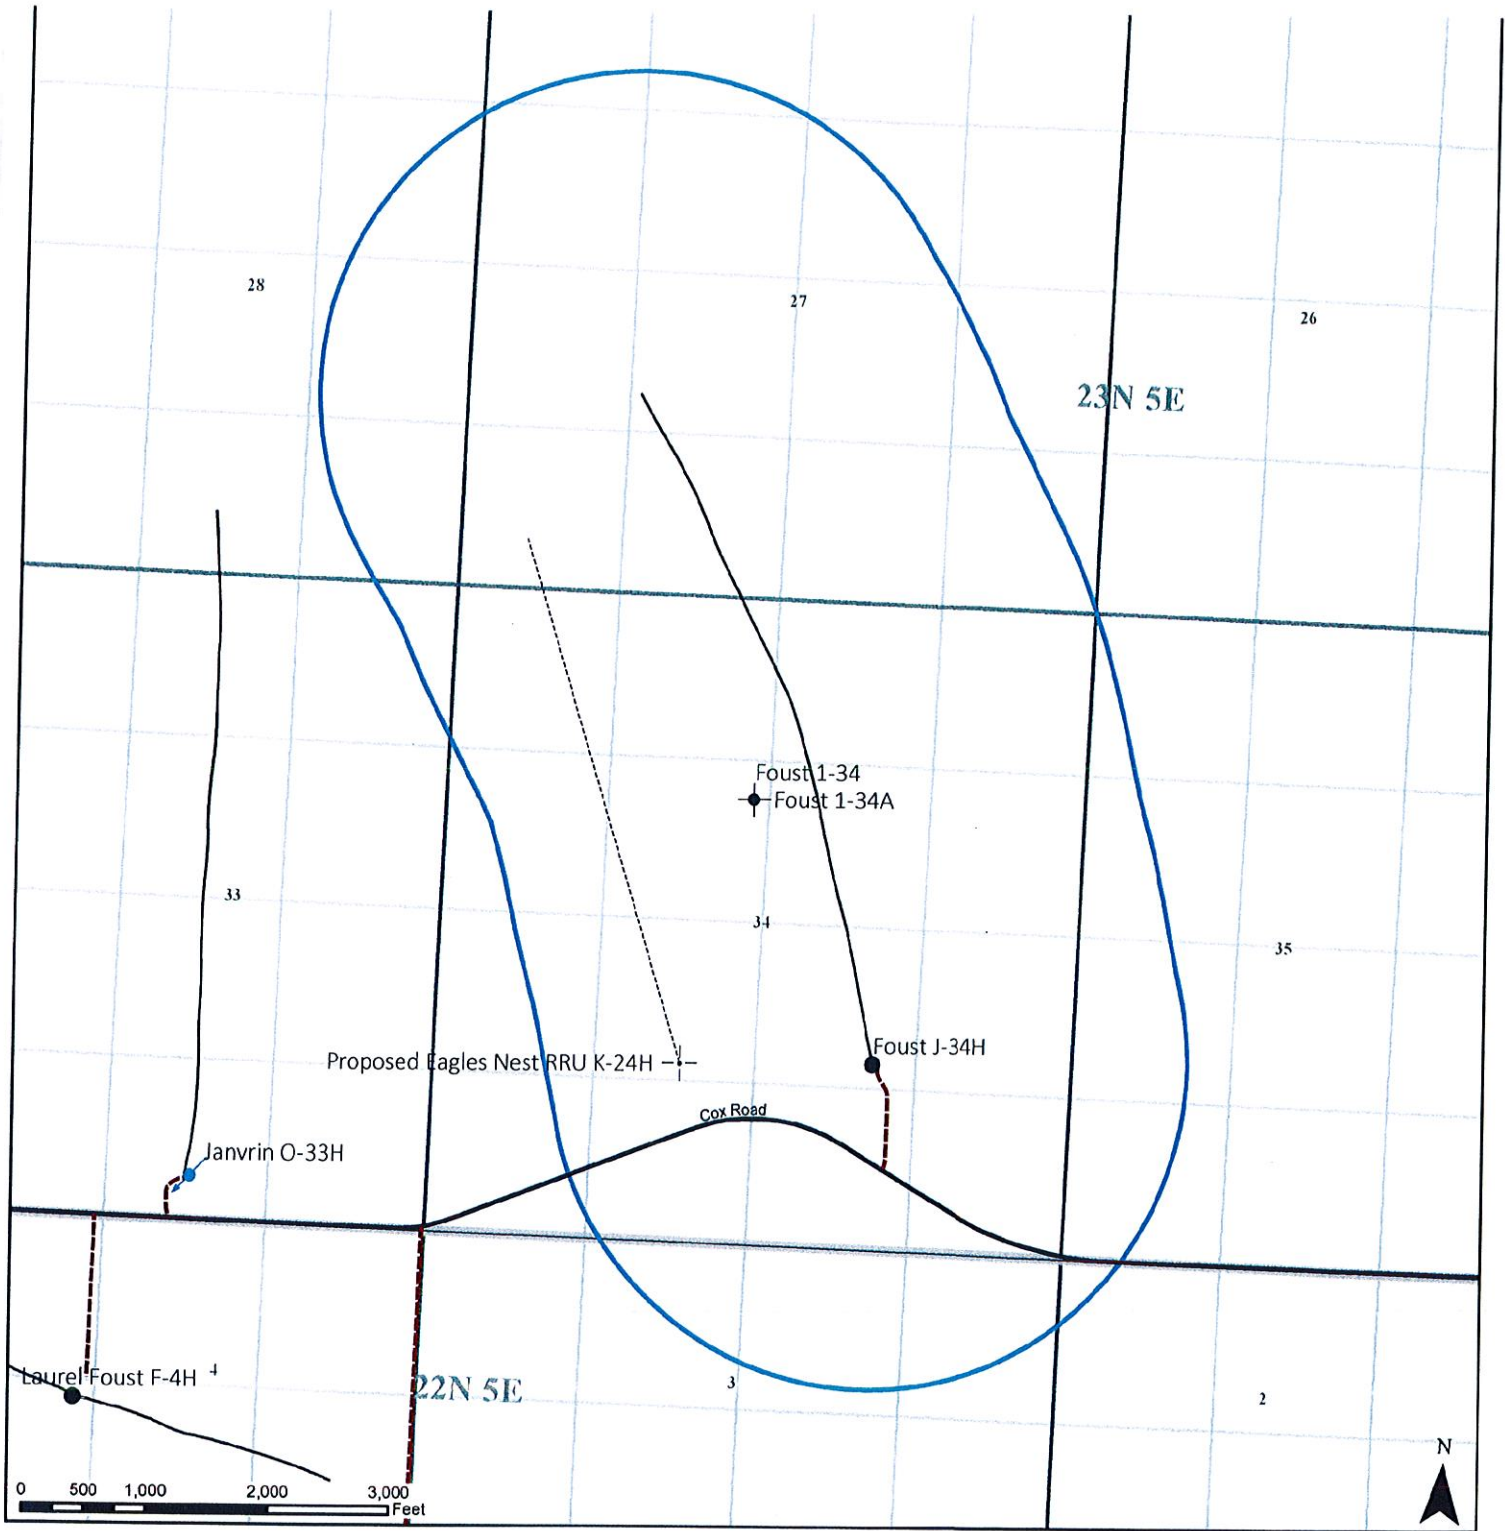 28
27
26
23N 5E
Foust 1-34
Foust 1-34A
33
34
35
Proposed Eagles Nest RRU K-24H
Foust J-34H
Cox Road
Janvrin O-33H
Laurel Foust F-4H
4
22N 5E
3
2
N
0 500 1,000 2,000 3,000
Feet